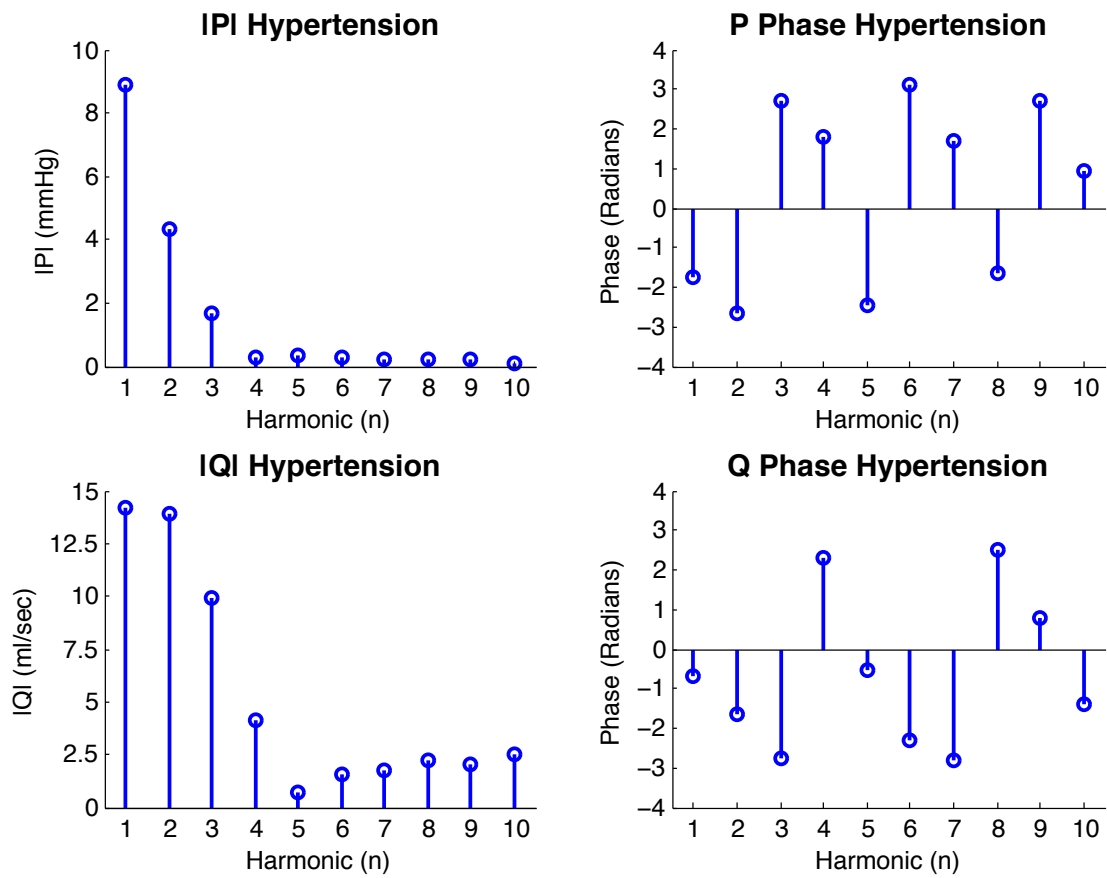 |P| Hypertension
10
8
6
4
2
0
|P| (mmHg)
1 2 3 4 5 6 7 8 9 10
Harmonic (n)
P Phase Hypertension
4
3
2
1
0
−1
−2
−3
−4
Phase (Radians)
1 2 3 4 5 6 7 8 9 10
Harmonic (n)
|Q| Hypertension
15
12.5
10
7.5
5
2.5
0
|Q| (ml/sec)
1 2 3 4 5 6 7 8 9 10
Harmonic (n)
Q Phase Hypertension
4
3
2
1
0
−1
−2
−3
−4
Phase (Radians)
1 2 3 4 5 6 7 8 9 10
Harmonic (n)